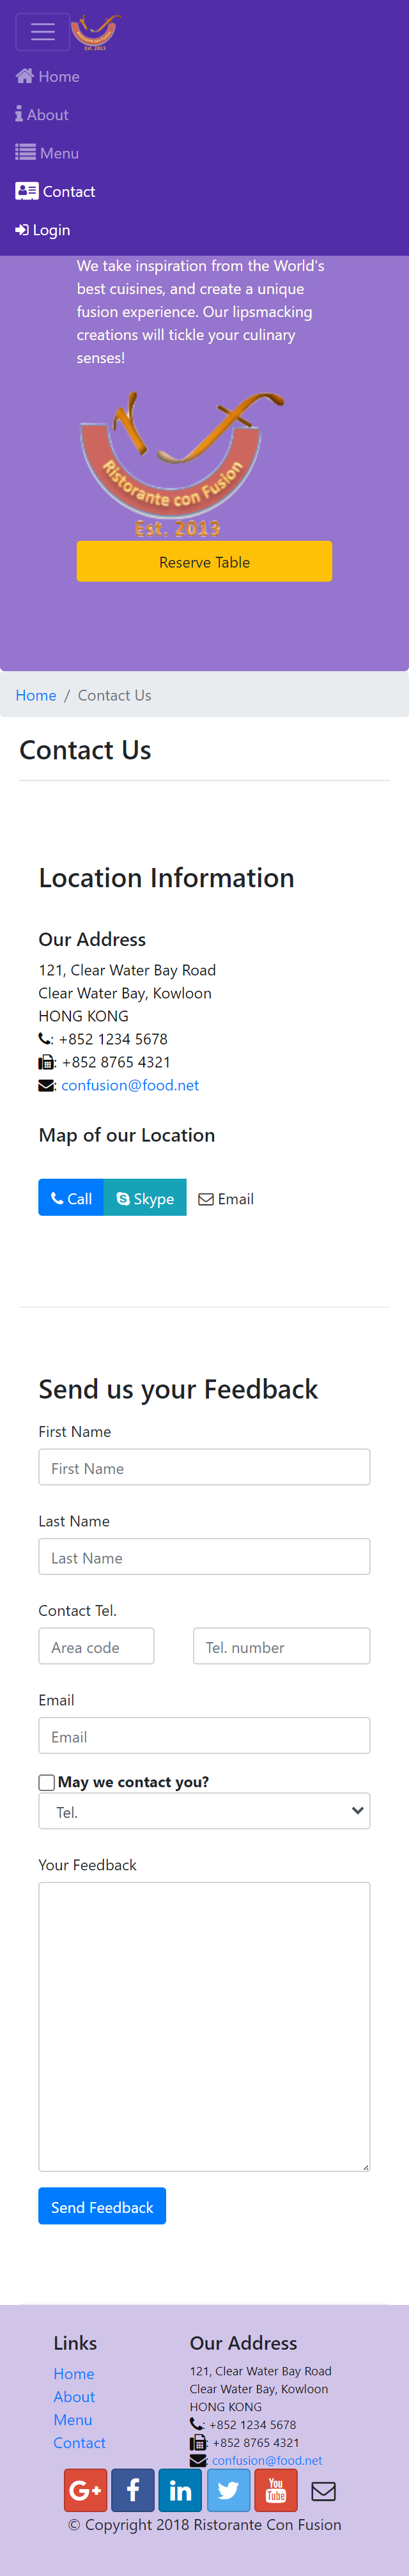 Est. 2013
Home
About
Menu
Contact
Login
We take inspiration from the World's
best cuisines, and create a unique
fusion experience. Our lipsmacking
creations will tickle your culinary
senses!
Ristorante con Fusion
Est. 2013
Reserve Table
Home / Contact Us
Contact Us
Location Information
Our Address
121, Clear Water Bay Road
Clear Water Bay, Kowloon
HONG KONG
: +852 1234 5678
: +852 8765 4321
: confusion@food.net
Map of our Location
Call Skype Email
Send us your Feedback
First Name
First Name
Last Name
Last Name
Contact Tel.
Area code Tel. number
Email
Email
May we contact you?
Tel.
Your Feedback
Send Feedback
Links
Home
About
Menu
Contact
Our Address
121, Clear Water Bay Road
Clear Water Bay, Kowloon
HONG KONG
: +852 1234 5678
: +852 8765 4321
: confusion@food.net
G+ f in You Tube
© Copyright 2018 Ristorante Con Fusion